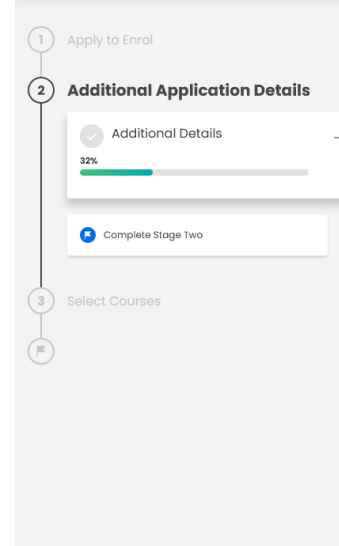 1
Apply to Enrol
2
Additional Application Details
Additional Details
32%
Complete Stage Two
3
Select Courses